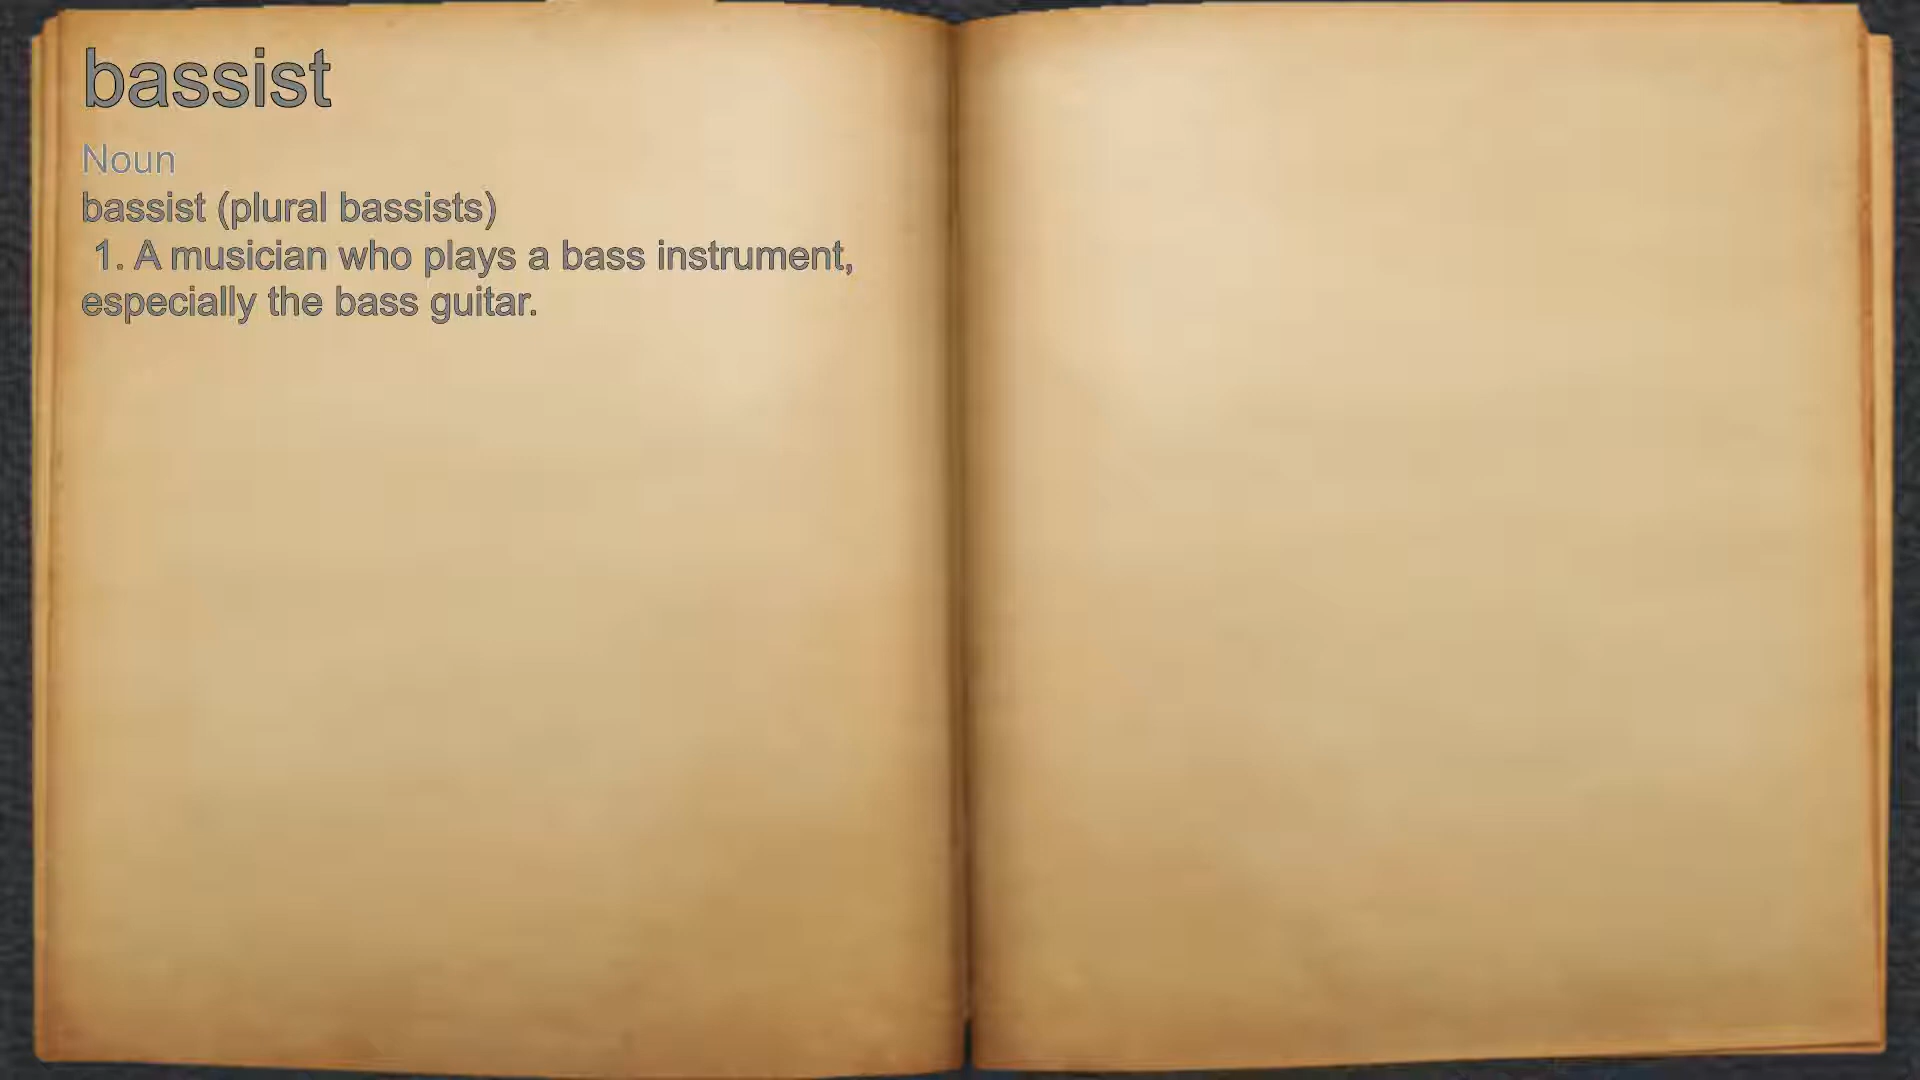 bassist
Noun
bassist (plural bassists)
1. A musician who plays a bass instrument,
especially the bass guitar.